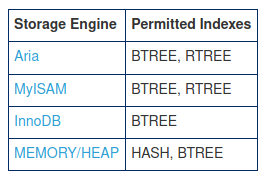 Storage Engine Permitted Indexes
Aria BTREE, RTREE
MyISAM BTREE, RTREE
InnoDB BTREE
MEMORY/HEAP HASH, BTREE